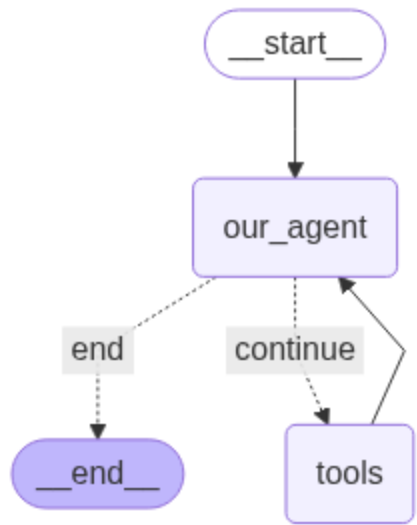 __start__
our_agent
end
continue
__end__
tools